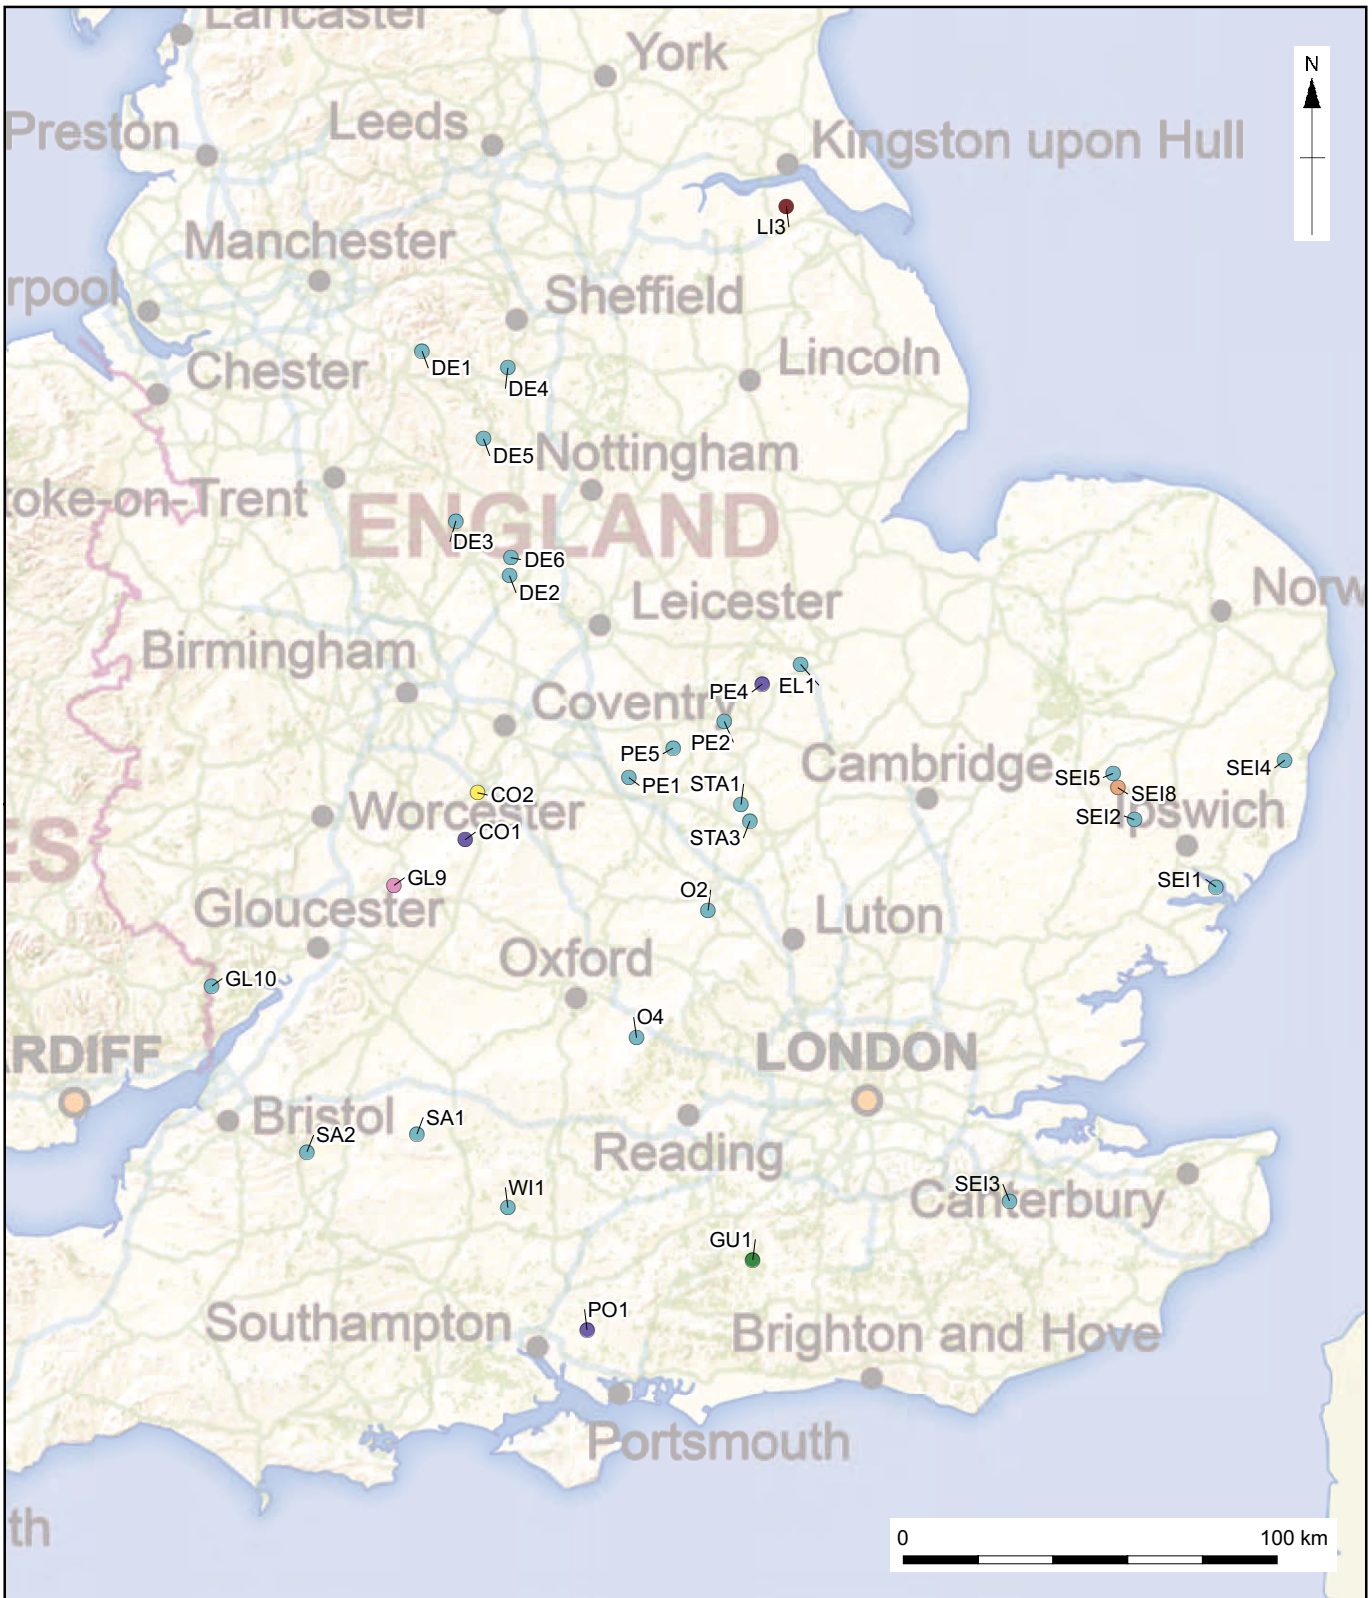 Lancaster
York
N
Preston
Leeds
Kingston upon Hull
LI3
Manchester
rpool
Sheffield
Chester
DE1
DE4
Lincoln
DE5
Nottingham
toke-on-Trent
ENGLAND
DE3
DE6
DE2
Leicester
Norw
Birmingham
PE4
EL1
Coventry
PE5
PE2
Cambridge
SEI5
SEI4
PE1
STA1
CO2
SEI8
Worcester
Ipswich
SEI2
CO1
STA3
ES
GL9
O2
SEI1
Gloucester
Luton
Oxford
GL10
O4
RDIFF
LONDON
Bristol
SA1
SA2
Reading
WI1
SEI3
Canterbury
GU1
PO1
Southampton
Brighton and Hove
Portsmouth
th
0
100 km